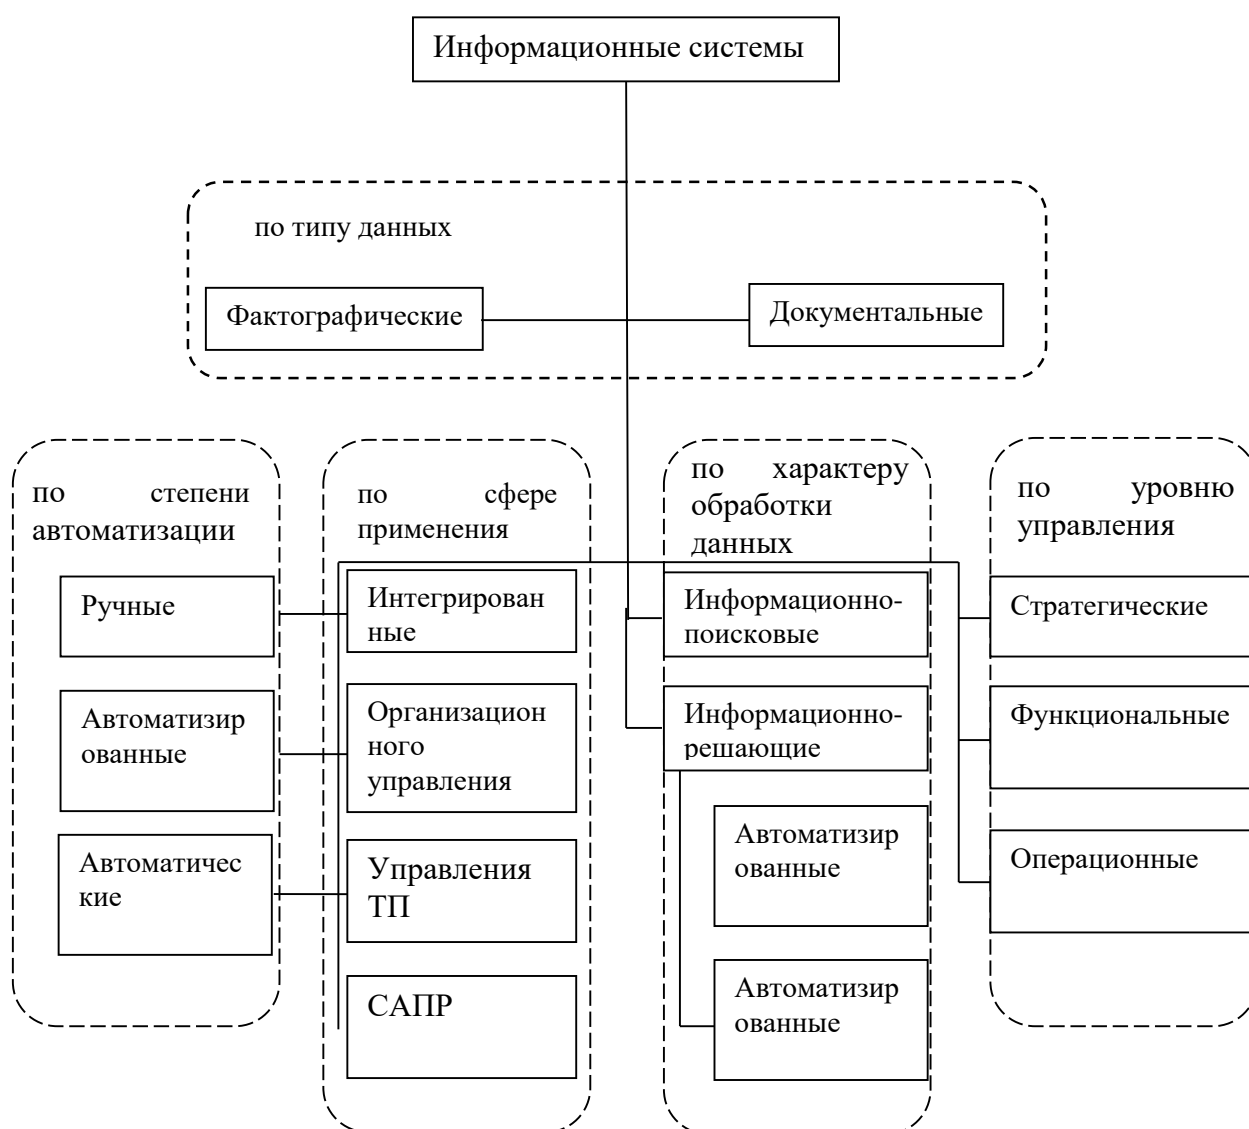 Информационные системы
по типу данных
Фактографические
Документальные
по степени
автоматизации
Ручные
Автоматизир
ованные
Автоматичес
кие
по сфере
применения
Интегрирован
ные
Организацион
ного
управления
Управления
ТП
САПР
по характеру
обработки
данных
Информационно-
поисковые
Информационно-
решающие
Автоматизир
ованные
Автоматизир
ованные
по уровню
управления
Стратегические
Функциональные
Операционные